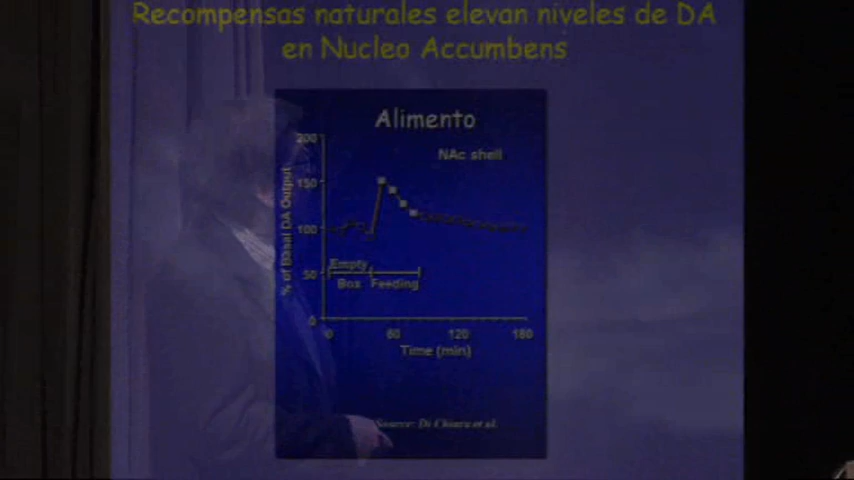 Recompensas naturales elevan niveles de DA
en Nucleo Accumbens
Alimento
NAc shell
% of Basal DA Output
200
150
100
50
0
Empty
Box Feeding
0 60 120 180
Time (min)
Source: Di Chiara et al.